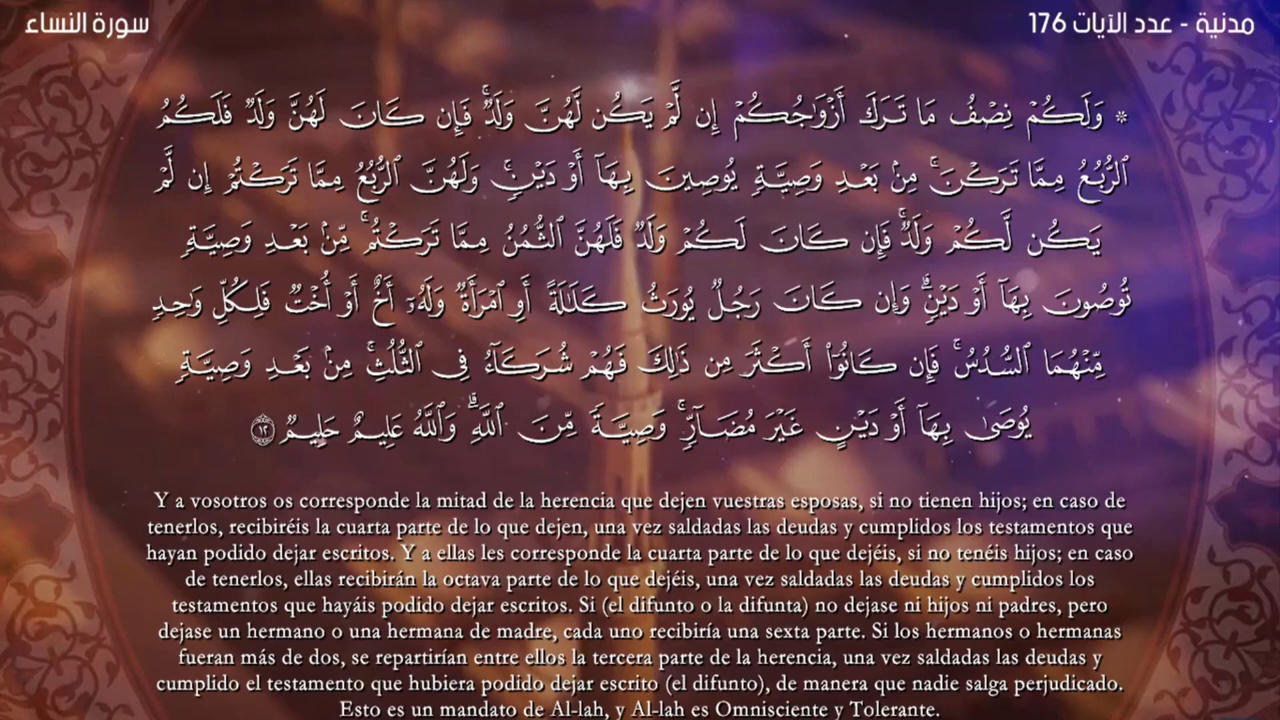 سورة النساء
مدنية - عدد الآيات 176
* وَلَكُمْ نِصْفُ مَا تَرَكَ أَزْوَٰجُكُمْ إِن لَّمْ يَكُن لَّهُنَّ وَلَدٌ ۚ فَإِن كَانَ لَهُنَّ وَلَدٌ فَلَكُمُ
ٱلرُّبُعُ مِمَّا تَرَكْنَ ۚ مِنۢ بَعْدِ وَصِيَّةٍ يُوصِينَ بِهَآ أَوْ دَيْنٍ ۚ وَلَهُنَّ ٱلرُّبُعُ مِمَّا تَرَكْتُمْ إِن لَّمْ
يَكُن لَّكُمْ وَلَدٌ ۚ فَإِن كَانَ لَكُمْ وَلَدٌ فَلَهُنَّ ٱلثُّمُنُ مِمَّا تَرَكْتُم ۚ مِّنۢ بَعْدِ وَصِيَّةٍ
تُوصُونَ بِهَآ أَوْ دَيْنٍ ۗ وَإِن كَانَ رَجُلٌ يُورَثُ كَلَـٰلَةً أَوِ ٱمْرَأَةٌ وَلَهُۥٓ أَخٌ أَوْ أُخْتٌ فَلِكُلِّ وَٰحِدٍ
مِّنْهُمَا ٱلسُّدُسُ ۚ فَإِن كَانُوٓا۟ أَكْثَرَ مِن ذَٰلِكَ فَهُمْ شُرَكَآءُ فِى ٱلثُّلُثِ ۚ مِنۢ بَعْدِ وَصِيَّةٍ
يُوصَىٰ بِهَآ أَوْ دَيْنٍ غَيْرَ مُضَآرٍّ ۚ وَصِيَّةً مِّنَ ٱللَّهِ ۗ وَٱللَّهُ عَلِيمٌ حَلِيمٌ ١٢
Y a vosotros os corresponde la mitad de la herencia que dejen vuestras esposas, si no tienen hijos; en caso de
tenerlos, recibiréis la cuarta parte de lo que dejen, una vez saldadas las deudas y cumplidos los testamentos que
hayan podido dejar escritos. Y a ellas les corresponde la cuarta parte de lo que dejéis, si no tenéis hijos; en caso
de tenerlos, ellas recibirán la octava parte de lo que dejéis, una vez saldadas las deudas y cumplidos los
testamentos que hayáis podido dejar escritos. Si (el difunto o la difunta) no dejase ni hijos ni padres, pero
dejase un hermano o una hermana de madre, cada uno recibiría una sexta parte. Si los hermanos o hermanas
fueran más de dos, se repartirían entre ellos la tercera parte de la herencia, una vez saldadas las deudas y
cumplido el testamento que hubiera podido dejar escrito (el difunto), de manera que nadie salga perjudicado.
Esto es un mandato de Al-lah, y Al-lah es Omnisciente y Tolerante.